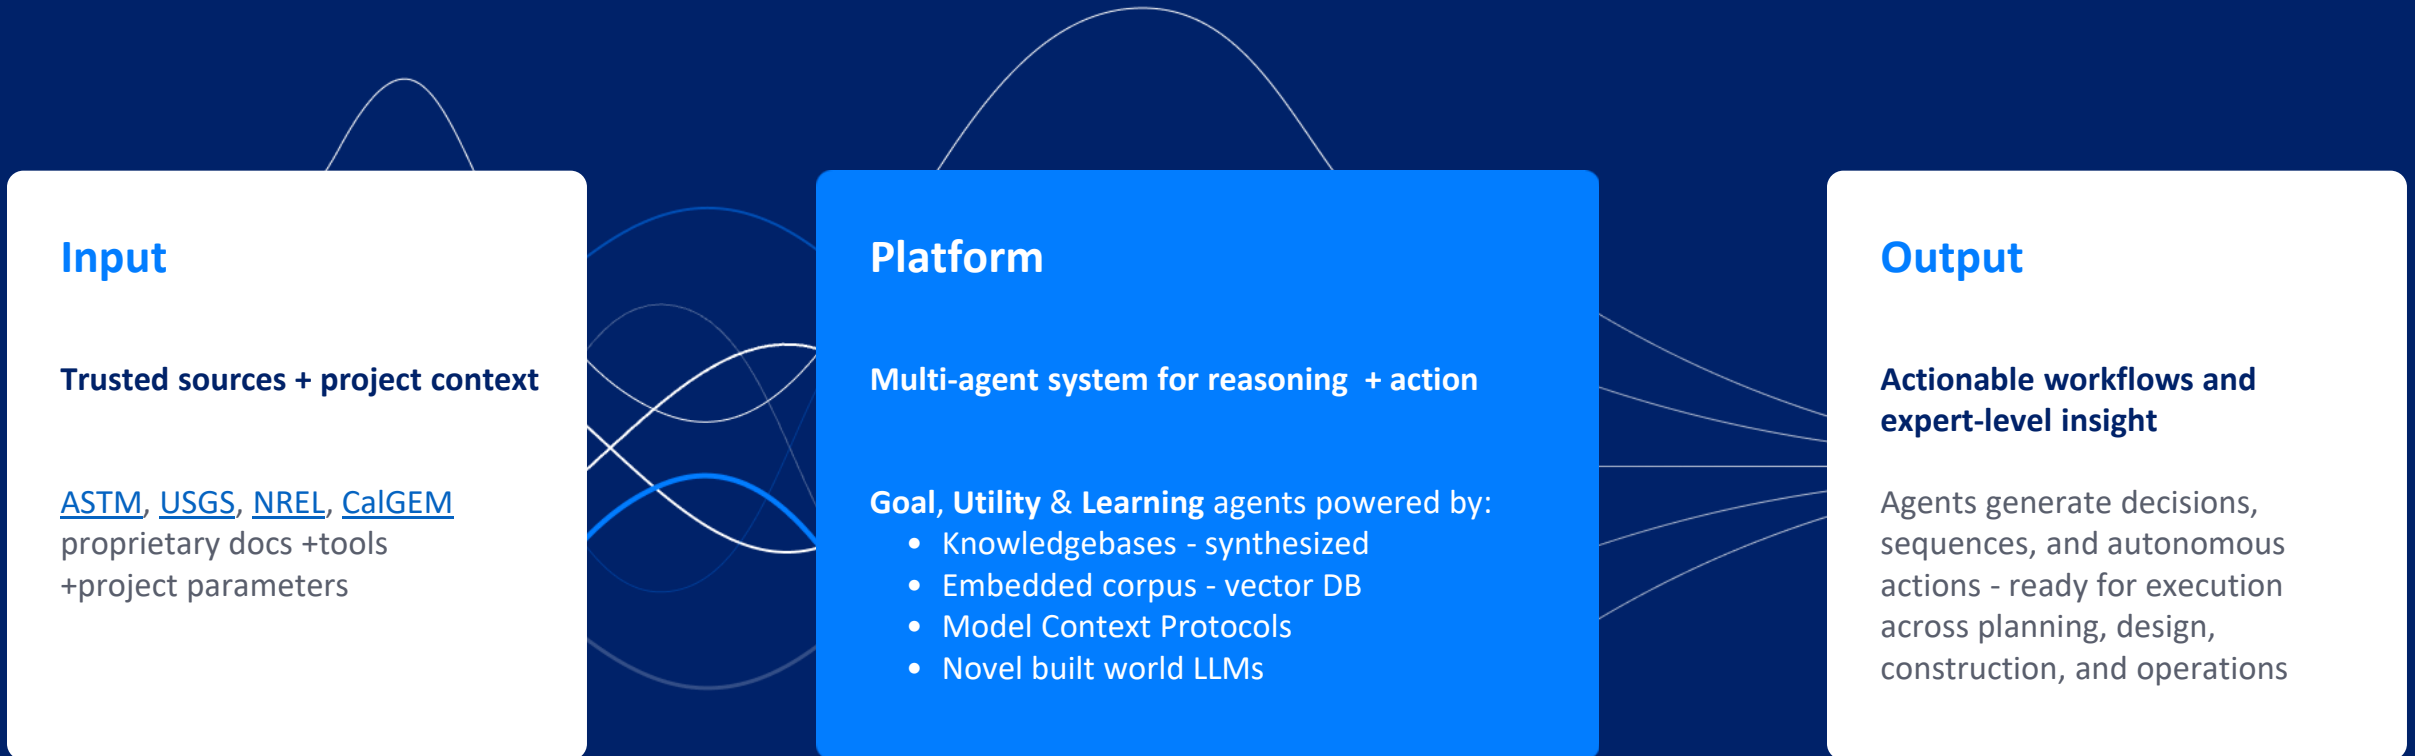 Input
Trusted sources + project context
ASTM, USGS, NREL, CalGEM
proprietary docs +tools
+project parameters
Platform
Multi-agent system for reasoning  + action
Goal, Utility & Learning agents powered by:
• Knowledgebases - synthesized
• Embedded corpus - vector DB
• Model Context Protocols
• Novel built world LLMs
Output
Actionable workflows and
expert-level insight
Agents generate decisions,
sequences, and autonomous
actions - ready for execution
across planning, design,
construction, and operations